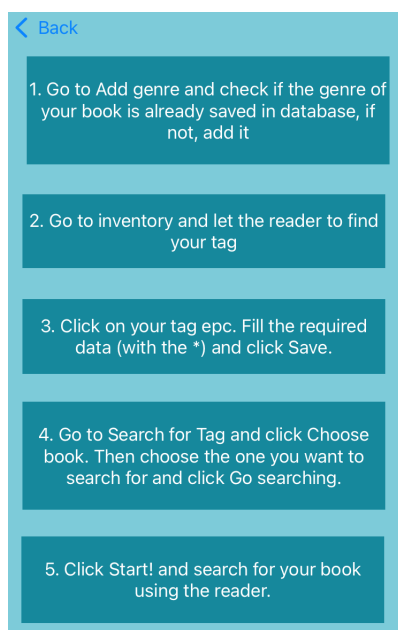 Back
1. Go to Add genre and check if the genre of
your book is already saved in database, if
not, add it
2. Go to inventory and let the reader to find
your tag
3. Click on your tag epc. Fill the required
data (with the *) and click Save.
4. Go to Search for Tag and click Choose
book. Then choose the one you want to
search for and click Go searching.
5. Click Start! and search for your book
using the reader.